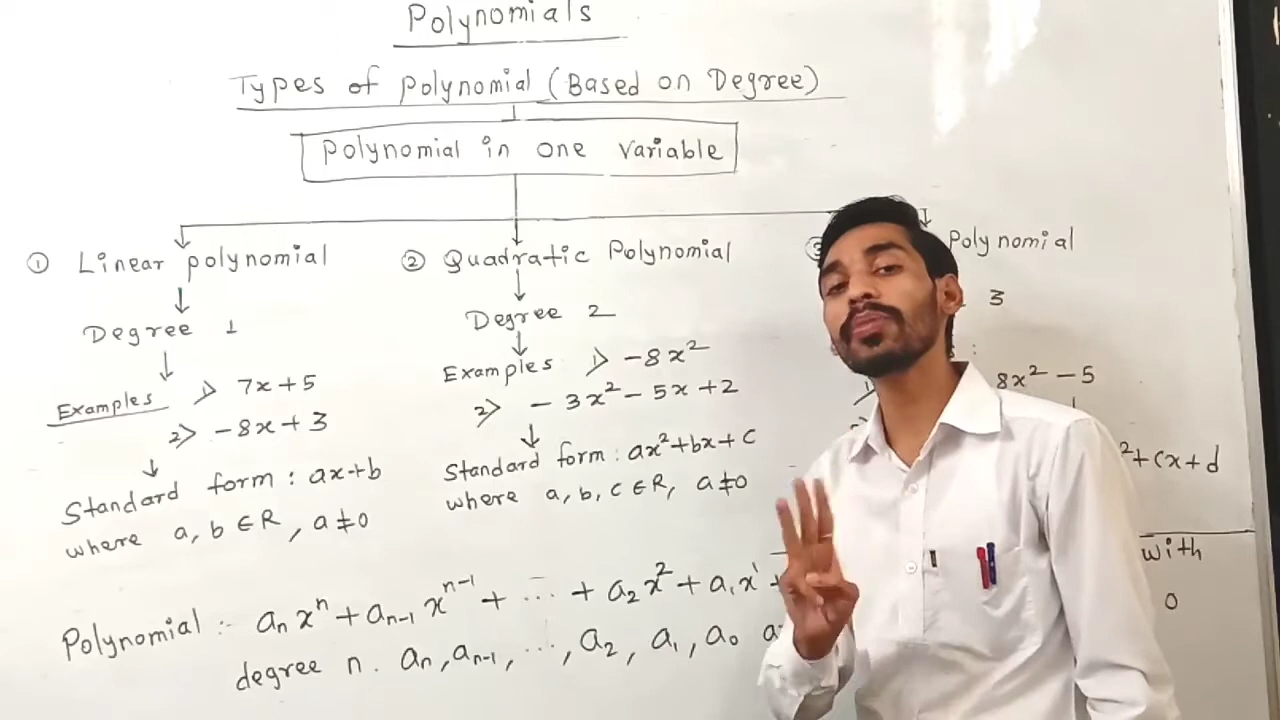 Polynomials
Types of Polynomial (Based on Degree)
Polynomial in one variable
① Linear polynomial
Degree 1
Examples 1> 7x+5
2> -8x+3
Standard form : ax+b
where a, b ∈ R, a ≠ 0
② Quadratic Polynomial
Degree 2
Examples 1> -8x²
2> -3x² - 5x + 2
Standard form : ax²+bx+c
where a, b, c ∈ R, a≠0
③ Polynomial
3
8x² - 5
²+cx+d
Polynomial :- aₙxⁿ + aₙ₋₁xⁿ⁻¹ + ... + a₂x² + a₁x¹ + with
degree n. aₙ, aₙ₋₁, ..., a₂, a₁, a₀ 0